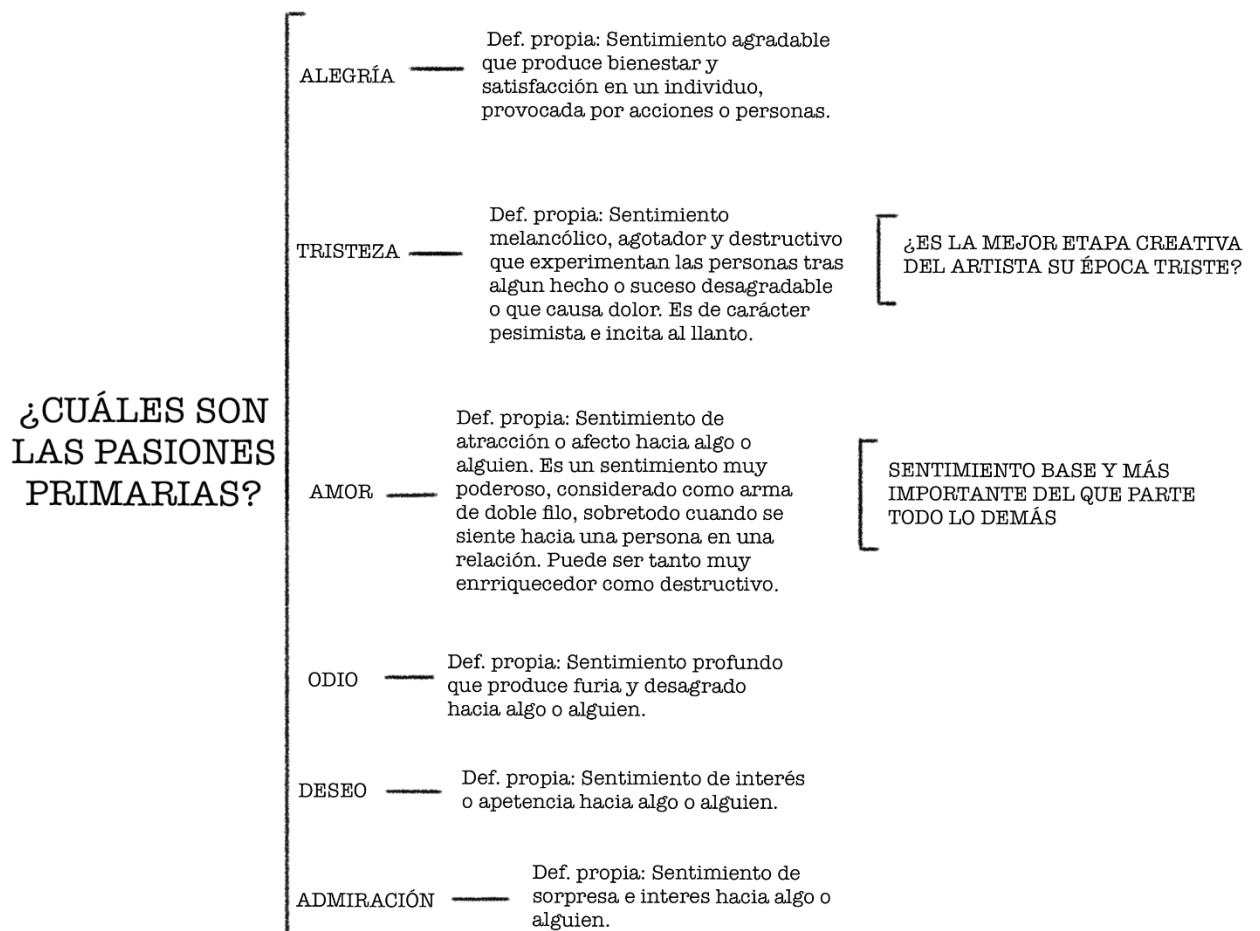 ¿CUÁLES SON
LAS PASIONES
PRIMARIAS?
ALEGRÍA
Def. propia: Sentimiento agradable
que produce bienestar y
satisfacción en un individuo,
provocada por acciones o personas.
TRISTEZA
Def. propia: Sentimiento
melancólico, agotador y destructivo
que experimentan las personas tras
algun hecho o suceso desagradable
o que causa dolor. Es de carácter
pesimista e incita al llanto.
¿ES LA MEJOR ETAPA CREATIVA
DEL ARTISTA SU ÉPOCA TRISTE?
AMOR
Def. propia: Sentimiento de
atracción o afecto hacia algo o
alguien. Es un sentimiento muy
poderoso, considerado como arma
de doble filo, sobretodo cuando se
siente hacia una persona en una
relación. Puede ser tanto muy
enrriquecedor como destructivo.
SENTIMIENTO BASE Y MÁS
IMPORTANTE DEL QUE PARTE
TODO LO DEMÁS
ODIO
Def. propia: Sentimiento profundo
que produce furia y desagrado
hacia algo o alguien.
DESEO
Def. propia: Sentimiento de interés
o apetencia hacia algo o alguien.
ADMIRACIÓN
Def. propia: Sentimiento de
sorpresa e interes hacia algo o
alguien.